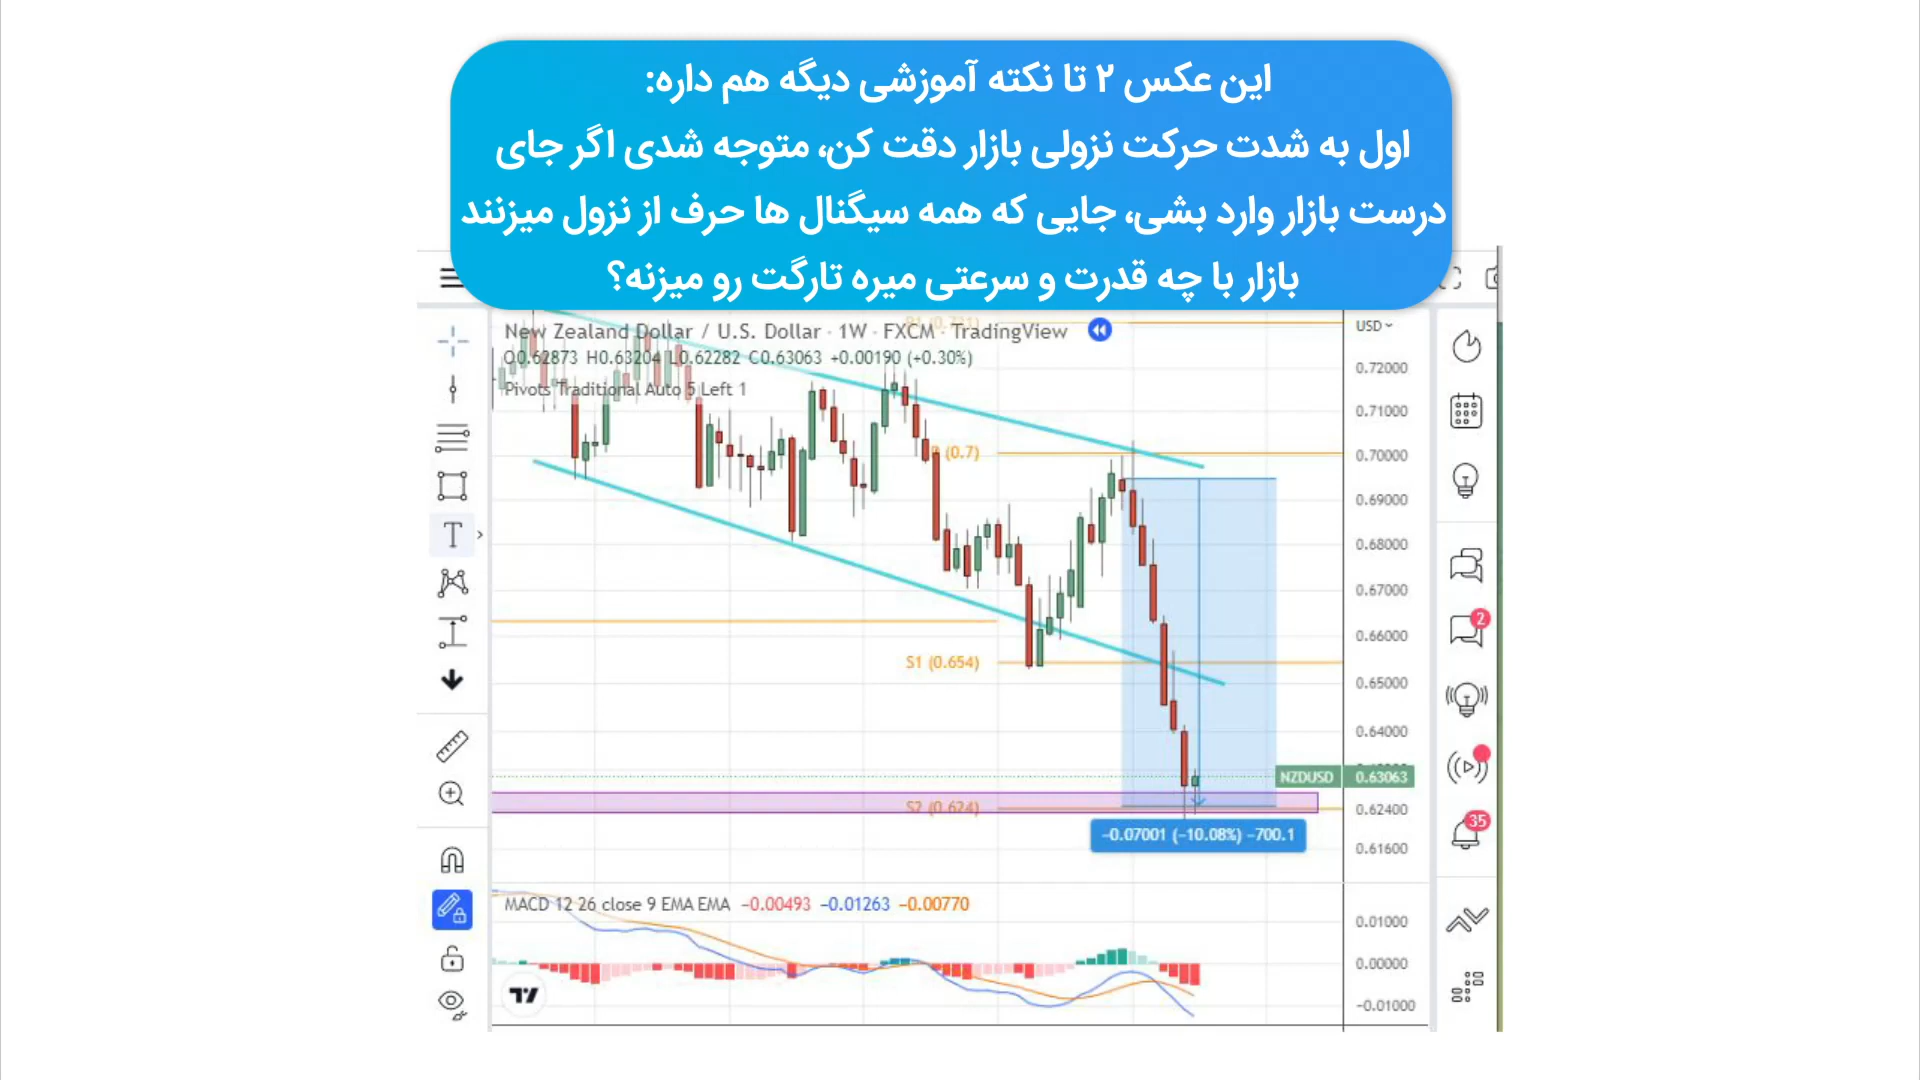 این عکس ۲ تا نکته آموزشی دیگه هم داره:
اول به شدت حرکت نزولی بازار دقت کن، متوجه شدی اگر جای
درست بازار وارد بشی، جایی که همه سیگنال ها حرف از نزول میزنند
بازار با چه قدرت و سرعتی میره تارگت رو میزنه؟
New Zealand Dollar / U.S. Dollar · 1W · FXCM · TradingView
O0.62873 H0.63204 L0.62282 C0.63063 +0.00190 (+0.30%)
Pivots Traditional Auto 5 Left 1
USD
0.72000
0.71000
(0.7)
0.70000
0.69000
0.68000
0.67000
0.66000
S1 (0.654)
0.65000
0.64000
NZDUSD 0.63063
S2 (0.624)
0.62400
-0.07001 (-10.08%) -700.1
0.61600
MACD 12 26 close 9 EMA EMA -0.00493 -0.01263 -0.00770
0.01000
0.00000
-0.01000
T
2
35